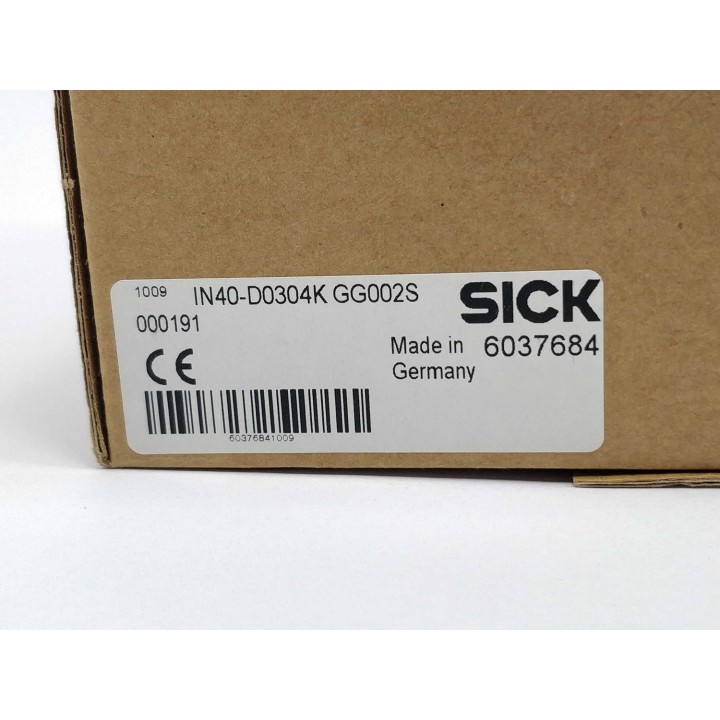 1009 IN40-D0304K GG002S
SICK
000191
Made in 6037684
Germany
CE
60376841009